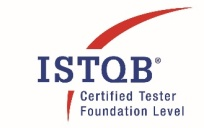 ISTQB®
Certified Tester
Foundation Level